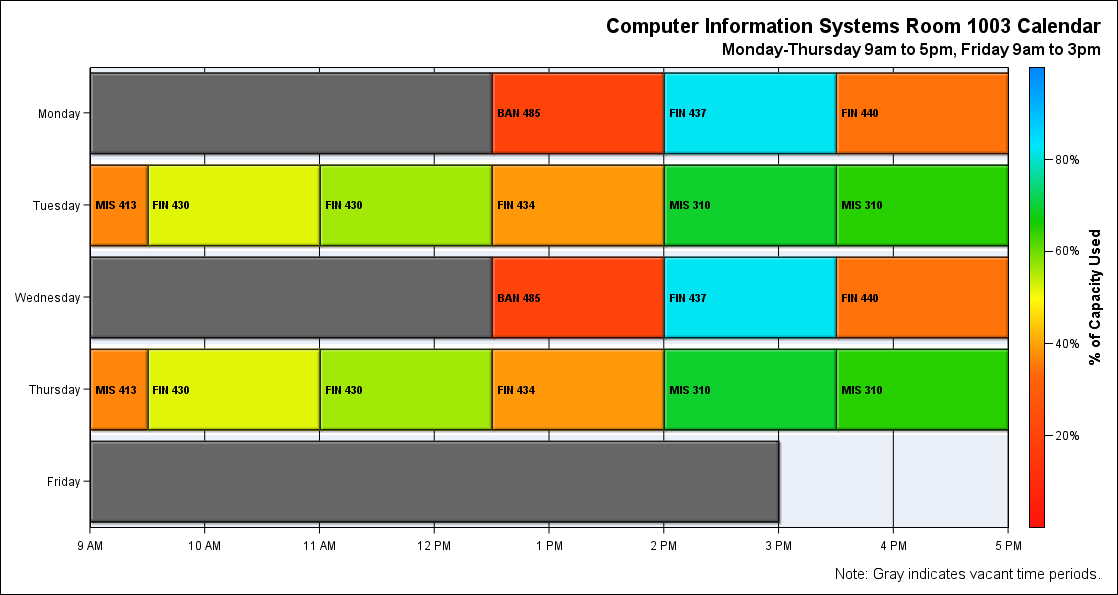 Computer Information Systems Room 1003 Calendar
Monday-Thursday 9am to 5pm, Friday 9am to 3pm
Monday
BAN 485
FIN 437
FIN 440
80%
Tuesday
MIS 413
FIN 430
FIN 430
FIN 434
MIS 310
MIS 310
60%
Wednesday
BAN 485
FIN 437
FIN 440
% of Capacity Used
40%
Thursday
MIS 413
FIN 430
FIN 430
FIN 434
MIS 310
MIS 310
20%
Friday
9 AM
10 AM
11 AM
12 PM
1 PM
2 PM
3 PM
4 PM
5 PM
Note: Gray indicates vacant time periods.